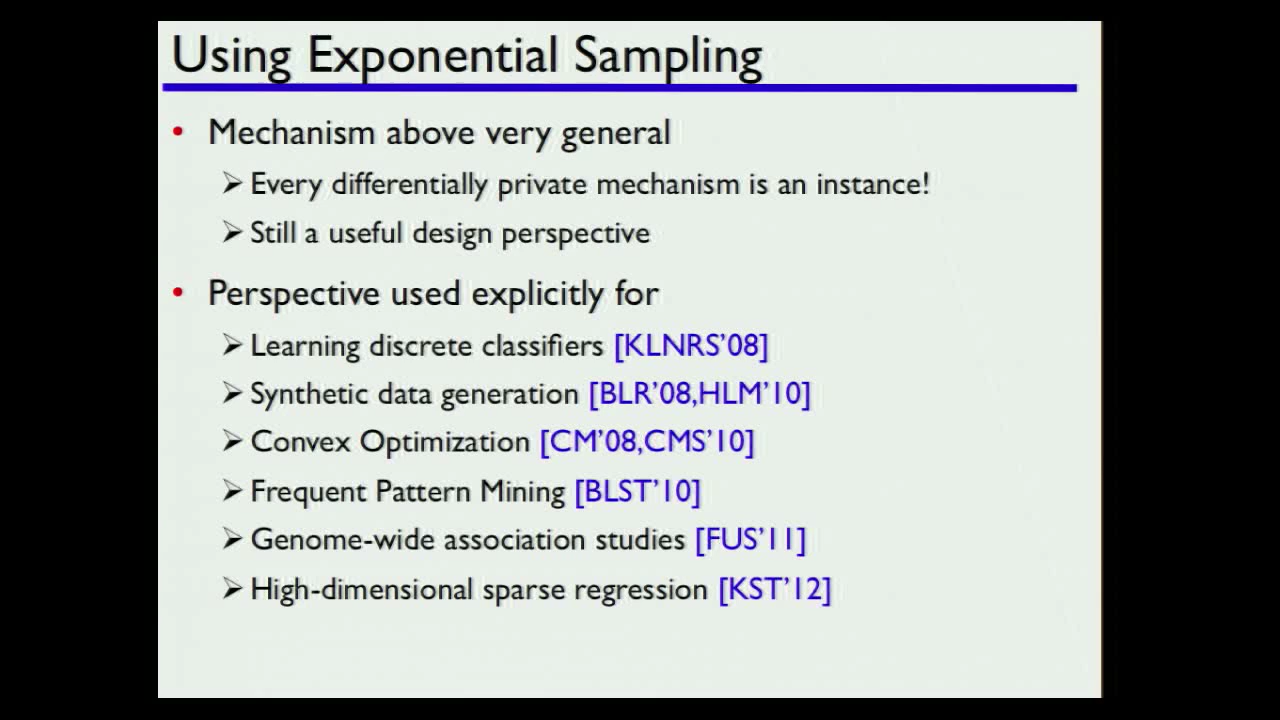 Using Exponential Sampling
• Mechanism above very general
➢ Every differentially private mechanism is an instance!
➢ Still a useful design perspective
• Perspective used explicitly for
➢ Learning discrete classifiers [KLNRS’08]
➢ Synthetic data generation [BLR’08,HLM’10]
➢ Convex Optimization [CM’08,CMS’10]
➢ Frequent Pattern Mining [BLST’10]
➢ Genome-wide association studies [FUS’11]
➢ High-dimensional sparse regression [KST’12]